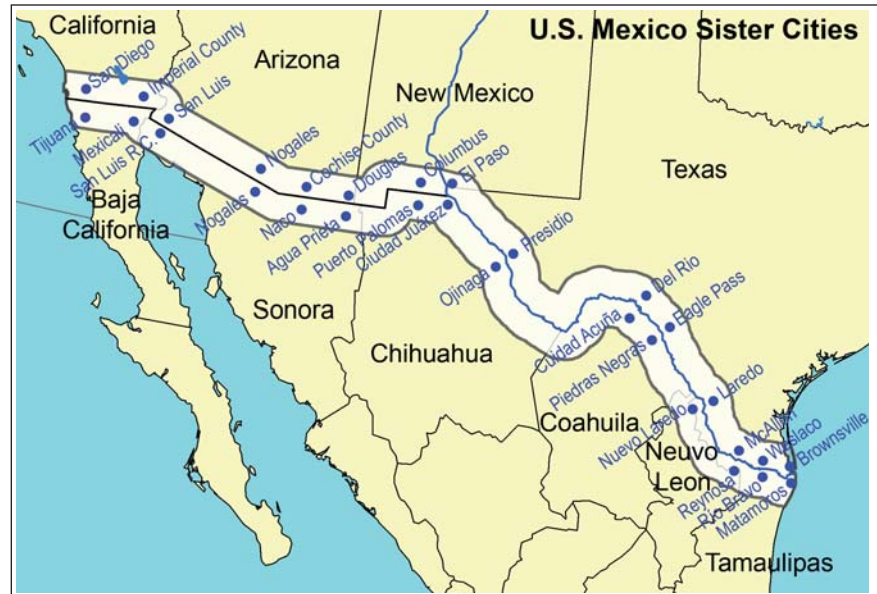 U.S. Mexico Sister Cities
California
Arizona
New Mexico
Texas
San Diego
Imperial County
San Luis
Tijuana
Mexicali
San Luis R.C.
Nogales
Cochise County
Douglas
Columbus
El Paso
Nogales
Naco
Agua Prieta
Puerto Palomas
Ciudad Juárez
Baja
California
Sonora
Chihuahua
Presidio
Ojinaga
Del Rio
Eagle Pass
Cuidad Acuña
Piedras Negras
Coahuila
Laredo
Nuevo Laredo
Neuvo
Leon
McAllen
Weslaco
Brownsville
Reynosa
Rio Bravo
Matamoros
Tamaulipas